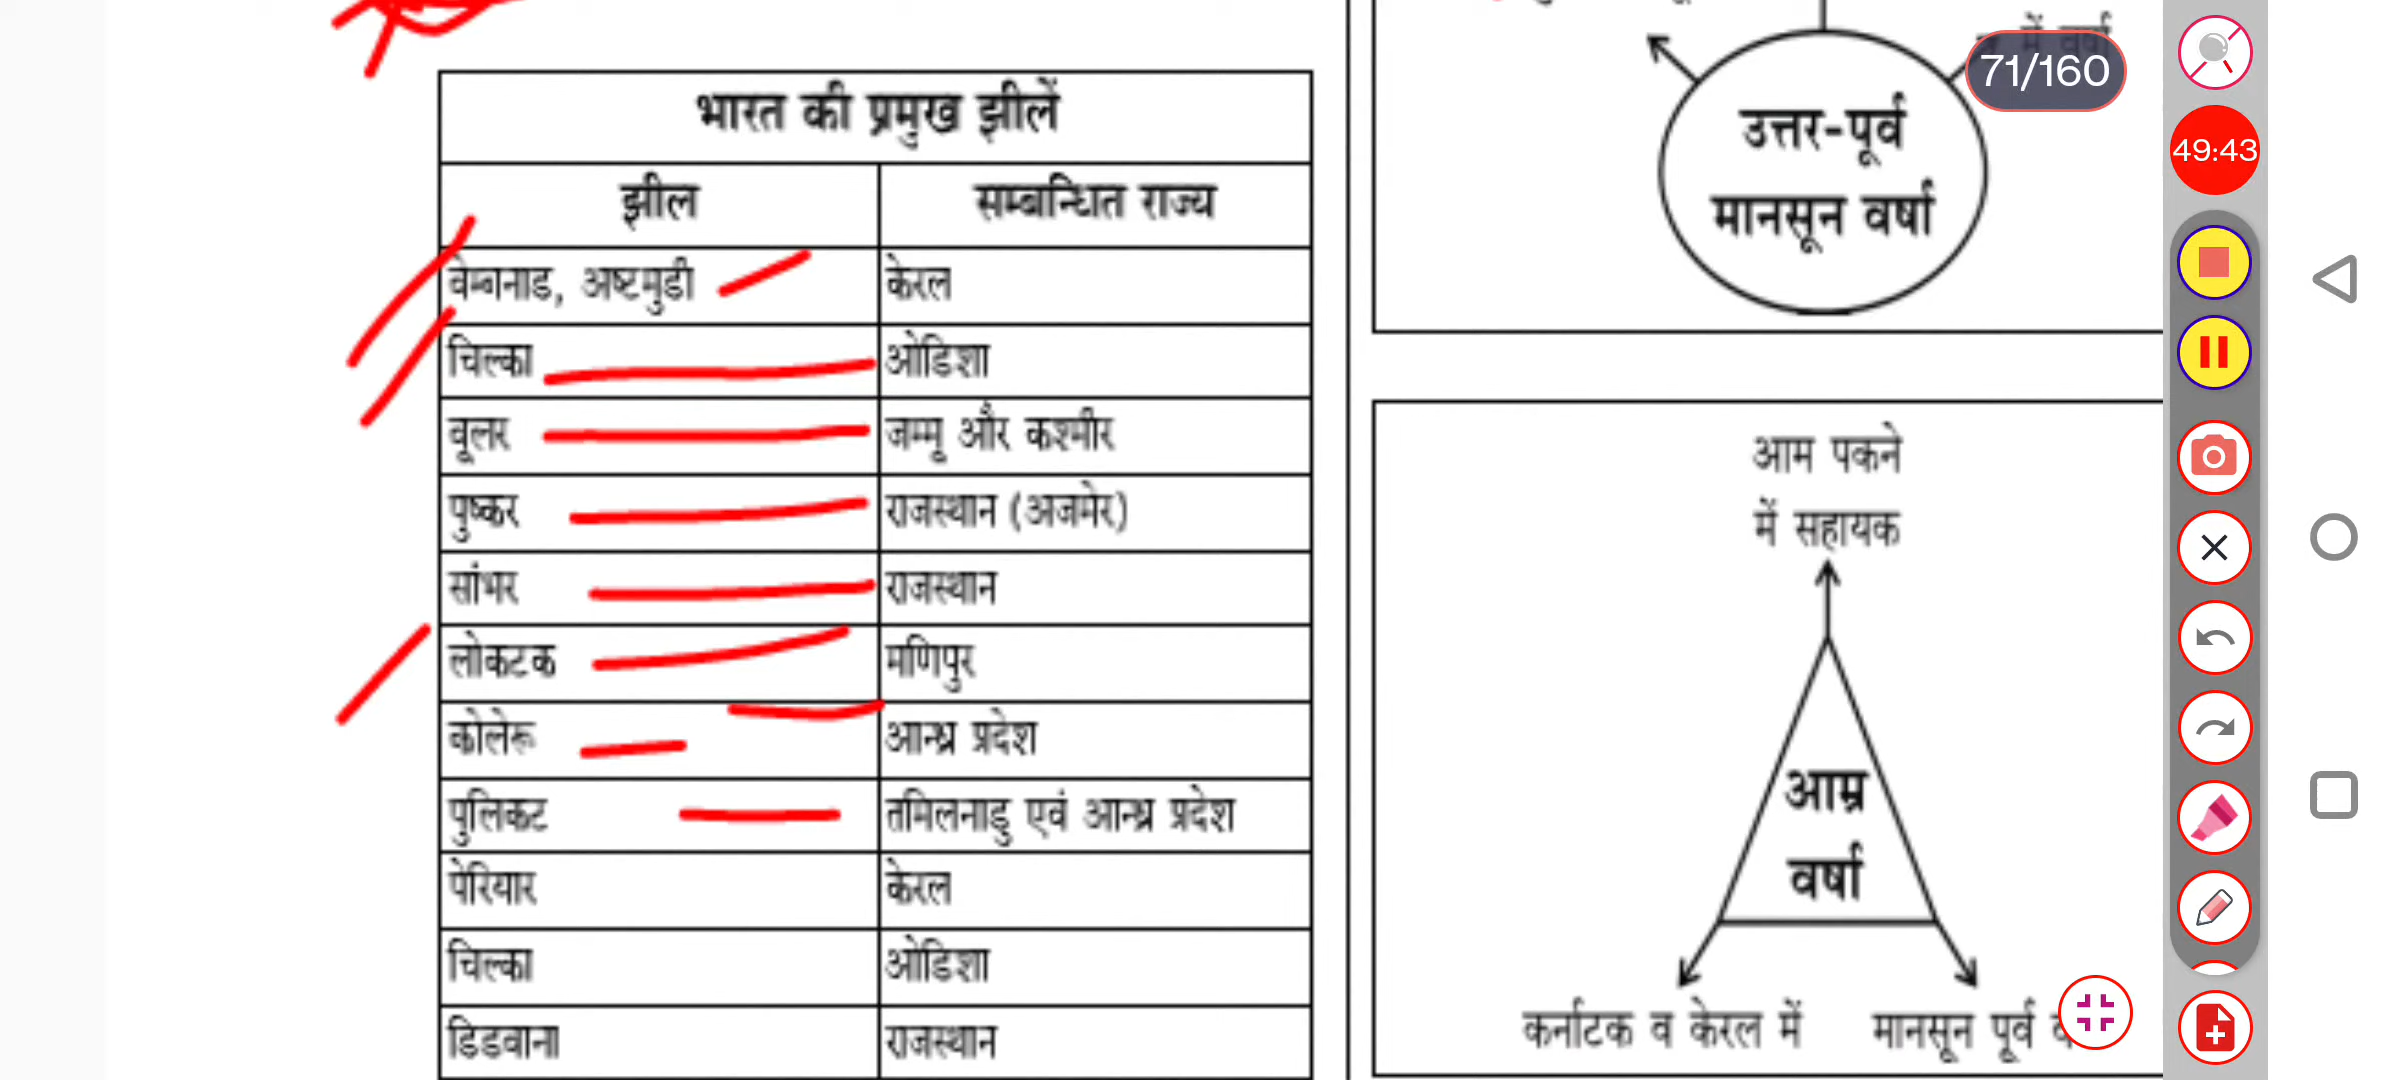 भारत की प्रमुख झीलें
झील सम्बन्धित राज्य
वेम्बनाड, अष्टमुडी केरल
चिल्का ओडिशा
वूलर जम्मू और कश्मीर
पुष्कर राजस्थान (अजमेर)
सांभर राजस्थान
लोकटक मणिपुर
कोलेरू आन्ध्र प्रदेश
पुलिकट तमिलनाडु एवं आन्ध्र प्रदेश
पेरियार केरल
चिल्का ओडिशा
डिडवाना राजस्थान
में वर्षा
71/160
उत्तर-पूर्व
मानसून वर्षा
आम पकने
में सहायक
आम्र
वर्षा
कर्नाटक व केरल में मानसून पूर्व
49:43